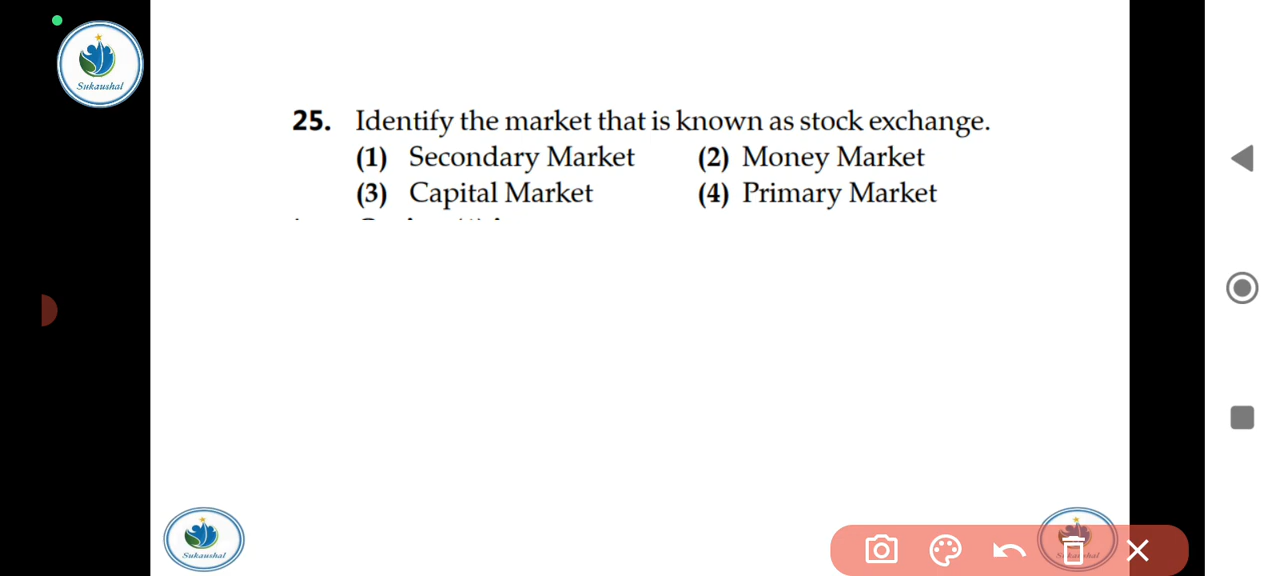 Sukaushal
25. Identify the market that is known as stock exchange.
(1) Secondary Market (2) Money Market
(3) Capital Market (4) Primary Market
Sukaushal
Sukaushal